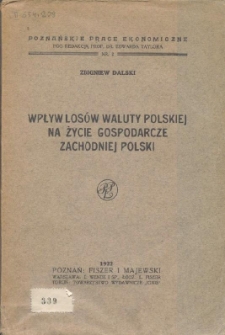 POZNAŃSKIE PRACE EKONOMICZNE
POD REDAKCJĄ PROF. DR. EDWARDA TAYLORA
ZBIGNIEW DALSKI
WPŁYW LOSÓW WALUTY POLSKIEJ
NA ŻYCIE GOSPODARCZE
ZACHODNIEJ POLSKI
POZNAŃ: FISZER I MAJEWSKI
339